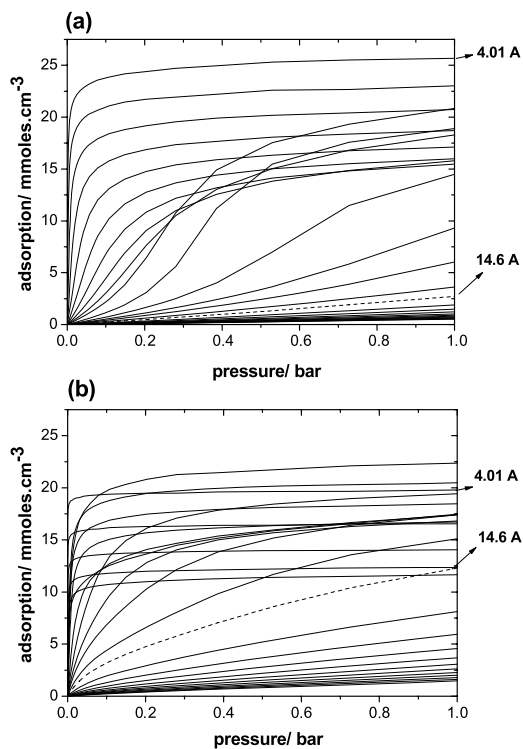 (a)
adsorption/ mmoles.cm-3
25
20
15
10
5
0
0.0 0.2 0.4 0.6 0.8 1.0
pressure/ bar
4.01 A
14.6 A
(b)
adsorption/ mmoles.cm-3
25
20
15
10
5
0
0.0 0.2 0.4 0.6 0.8 1.0
pressure/ bar
4.01 A
14.6 A